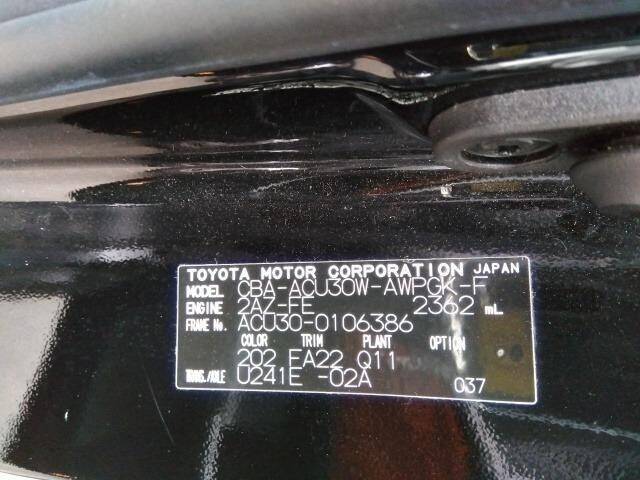 TOYOTA MOTOR CORPORATION JAPAN
MODEL CBA-ACU30W-AWPGK-F
ENGINE 2AZ-FE 2362 mL
FRAME No. ACU30-0106386
COLOR TRIM PLANT OPTION
202 EA22 Q11
TRANS./AXLE U241E -02A 037